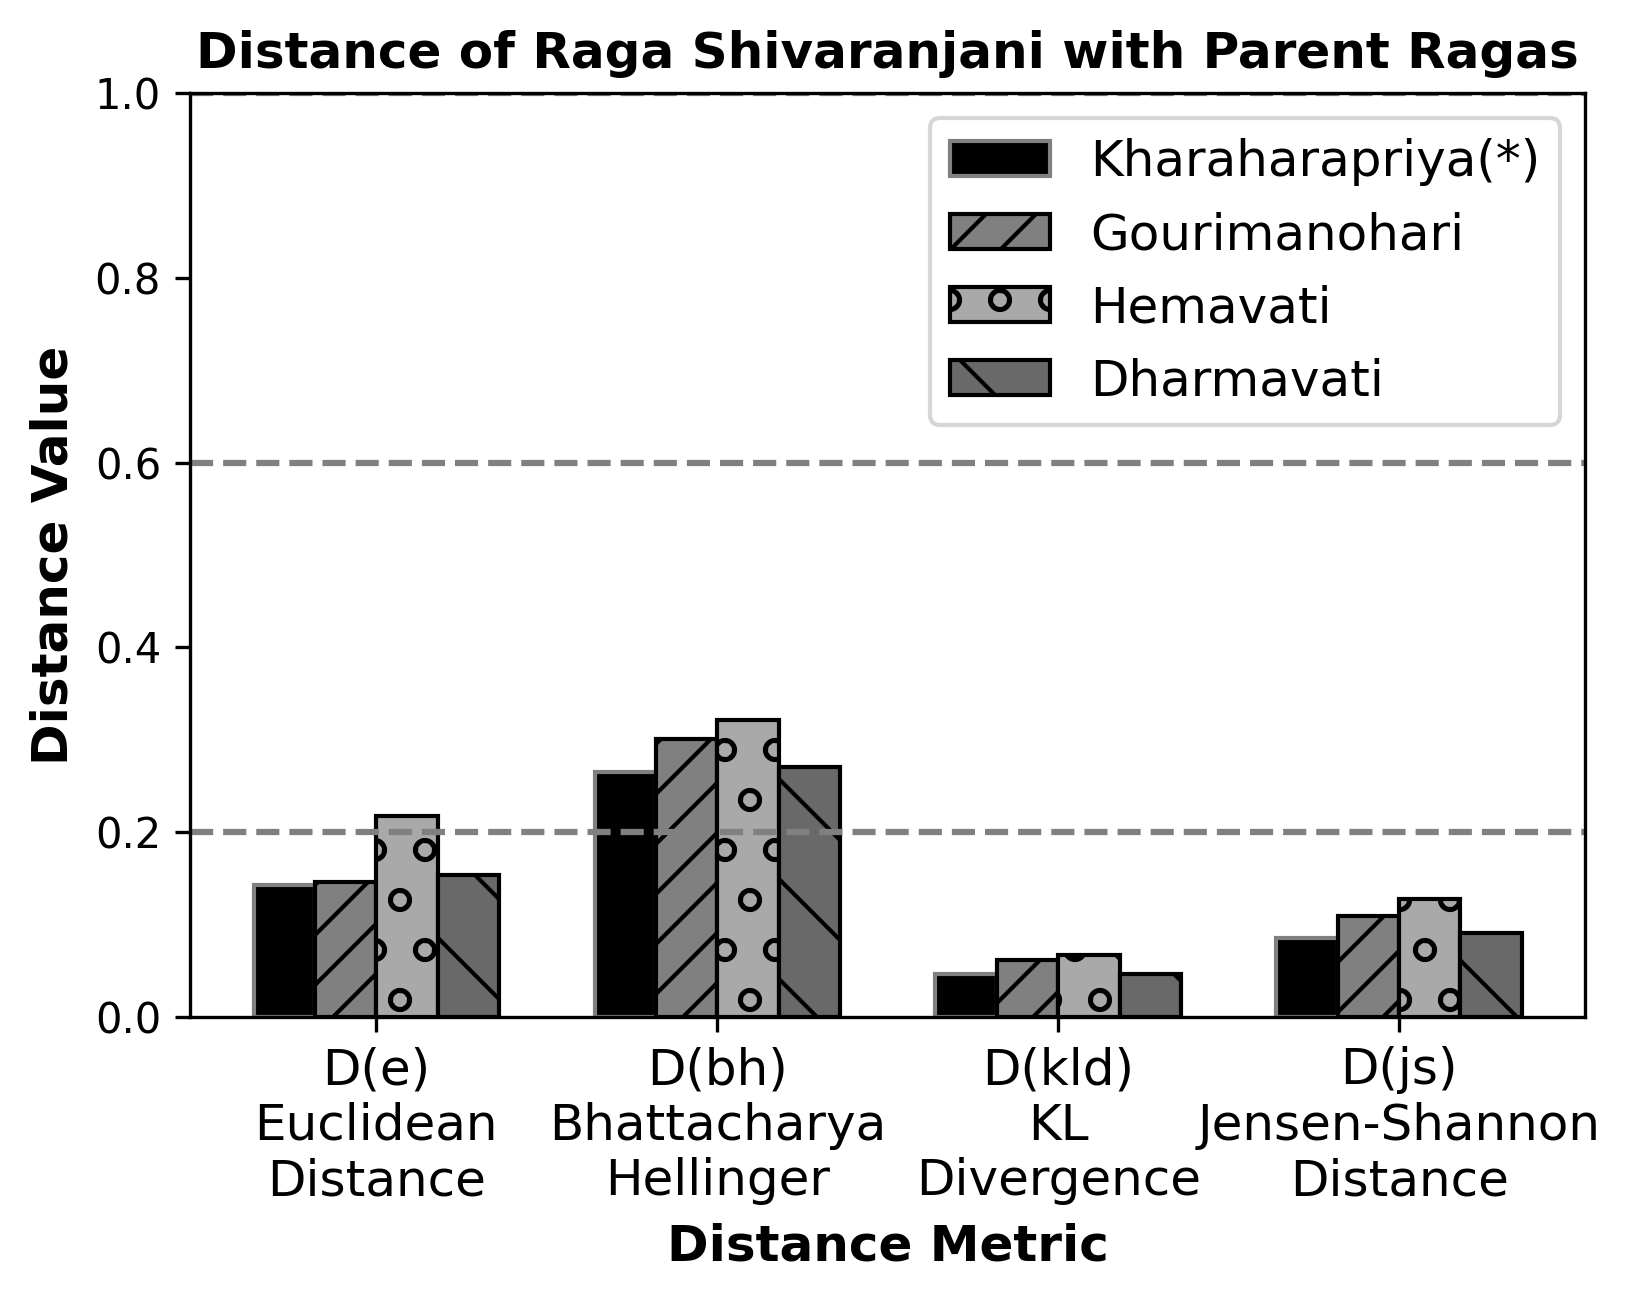 Distance of Raga Shivaranjani with Parent Ragas
Distance Value
1.0
0.8
0.6
0.4
0.2
0.0
Kharaharapriya(*)
Gourimanohari
Hemavati
Dharmavati
D(e)
Euclidean
Distance
D(bh)
Bhattacharya
Hellinger
D(kld)
KL
Divergence
D(js)
Jensen-Shannon
Distance
Distance Metric